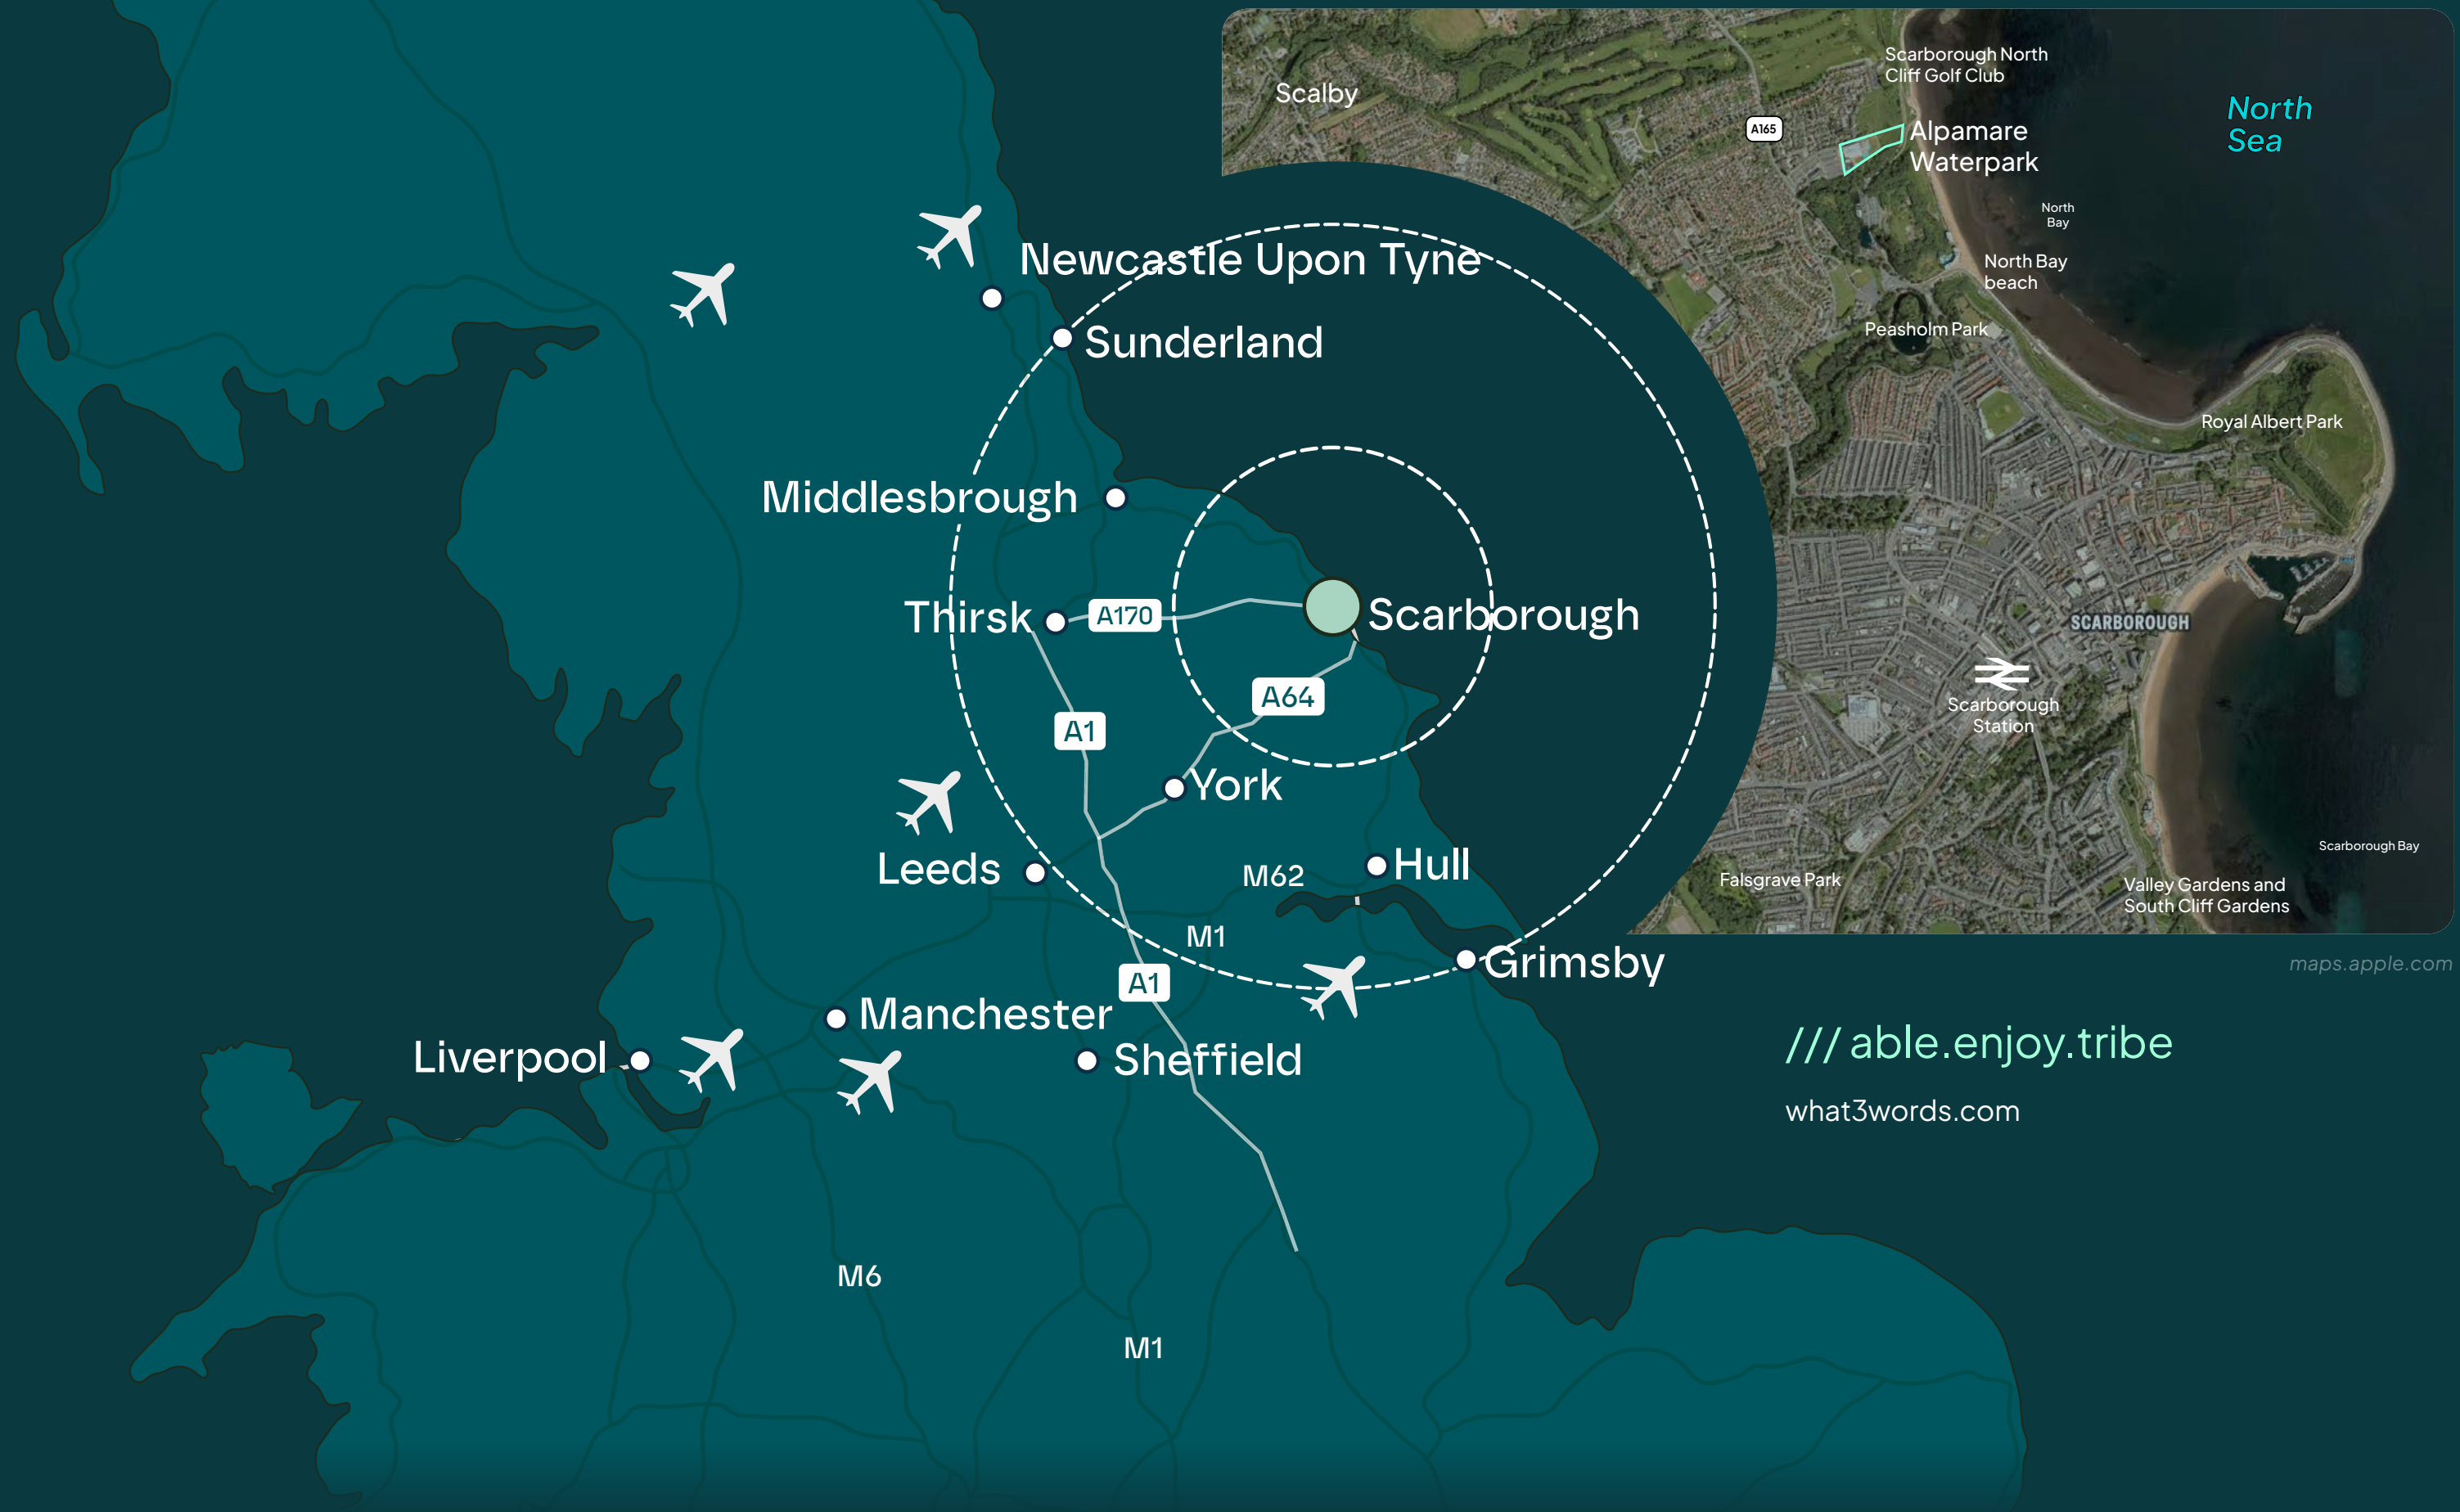 Scarborough North
Cliff Golf Club
Scalby
North
Sea
A165
Alpamare
Waterpark
North
Bay
North Bay
beach
Peasholm Park
Royal Albert Park
SCARBOROUGH
Scarborough
Station
Scarborough Bay
Falsgrave Park
Valley Gardens and
South Cliff Gardens
maps.apple.com
Newcastle Upon Tyne
Sunderland
Middlesbrough
Thirsk
A170
Scarborough
A64
A1
York
Leeds
M62
Hull
M1
Grimsby
A1
Manchester
Liverpool
Sheffield
/// able.enjoy.tribe
what3words.com
M6
M1